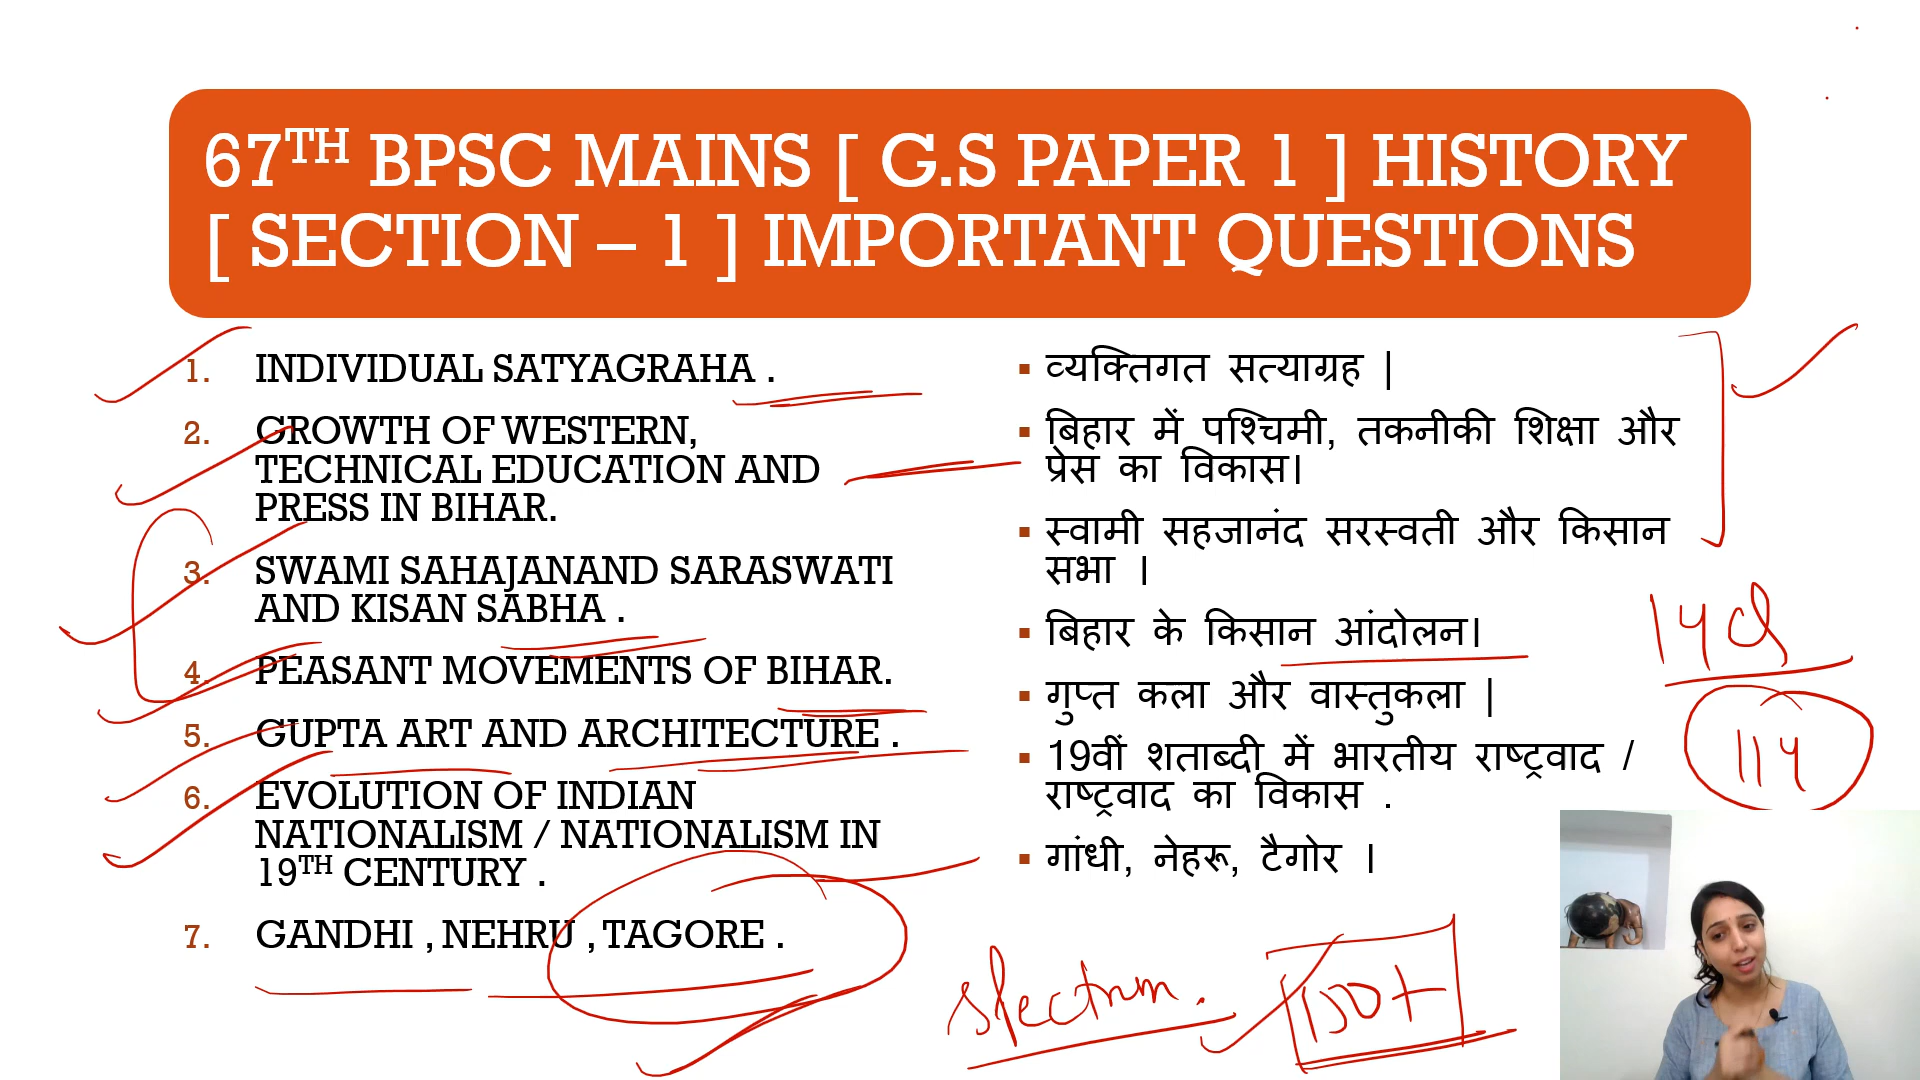 67TH BPSC MAINS [ G.S PAPER 1 ] HISTORY
[ SECTION – 1 ] IMPORTANT QUESTIONS
1. INDIVIDUAL SATYAGRAHA .
2. GROWTH OF WESTERN,
TECHNICAL EDUCATION AND
PRESS IN BIHAR.
3. SWAMI SAHAJANAND SARASWATI
AND KISAN SABHA .
4. PEASANT MOVEMENTS OF BIHAR.
5. GUPTA ART AND ARCHITECTURE .
6. EVOLUTION OF INDIAN
NATIONALISM / NATIONALISM IN
19TH CENTURY .
7. GANDHI , NEHRU , TAGORE .
▪ व्यक्तिगत सत्याग्रह |
▪ बिहार में पश्चिमी, तकनीकी शिक्षा और
प्रेस का विकास।
▪ स्वामी सहजानंद सरस्वती और किसान
सभा ।
▪ बिहार के किसान आंदोलन।
▪ गुप्त कला और वास्तुकला |
▪ 19वीं शताब्दी में भारतीय राष्ट्रवाद /
राष्ट्रवाद का विकास .
▪ गांधी, नेहरू, टैगोर ।
spectrum.
150+